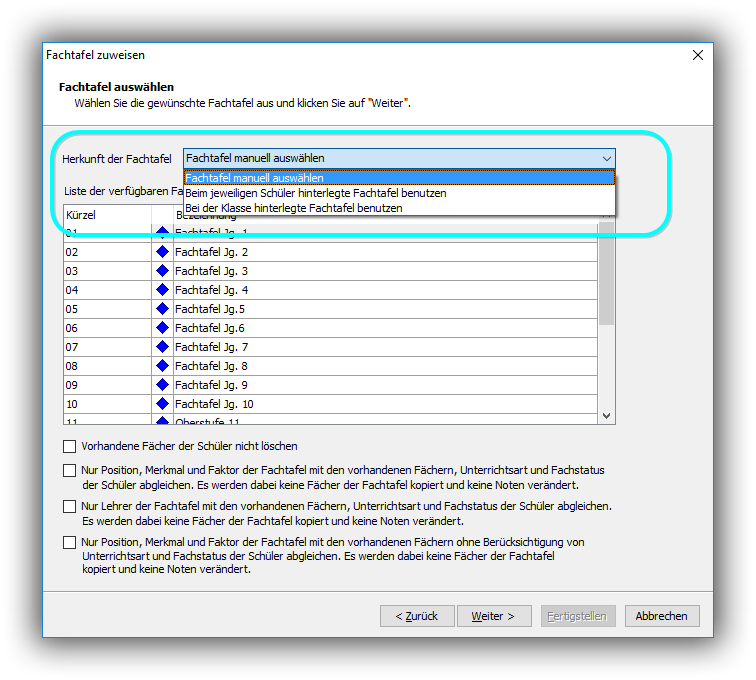 Fachtafel zuweisen
Fachtafel auswählen
Wählen Sie die gewünschte Fachtafel aus und klicken Sie auf "Weiter".
Herkunft der Fachtafel Fachtafel manuell auswählen
Fachtafel manuell auswählen
Liste der verfügbaren Fa Beim jeweiligen Schüler hinterlegte Fachtafel benutzen
Bei der Klasse hinterlegte Fachtafel benutzen
Kürzel Bezeichnung
01 Fachtafel Jg. 1
02 Fachtafel Jg. 2
03 Fachtafel Jg. 3
04 Fachtafel Jg. 4
05 Fachtafel Jg.5
06 Fachtafel Jg.6
07 Fachtafel Jg. 7
08 Fachtafel Jg. 8
09 Fachtafel Jg. 9
10 Fachtafel Jg. 10
11 Oberstufe 11
Vorhandene Fächer der Schüler nicht löschen
Nur Position, Merkmal und Faktor der Fachtafel mit den vorhandenen Fächern, Unterrichtsart und Fachstatus
der Schüler abgleichen. Es werden dabei keine Fächer der Fachtafel kopiert und keine Noten verändert.
Nur Lehrer der Fachtafel mit den vorhandenen Fächern, Unterrichtsart und Fachstatus der Schüler abgleichen.
Es werden dabei keine Fächer der Fachtafel kopiert und keine Noten verändert.
Nur Position, Merkmal und Faktor der Fachtafel mit den vorhandenen Fächern ohne Berücksichtigung von
Unterrichtsart und Fachstatus der Schüler abgleichen. Es werden dabei keine Fächer der Fachtafel
kopiert und keine Noten verändert.
< Zurück Weiter > Fertigstellen Abbrechen